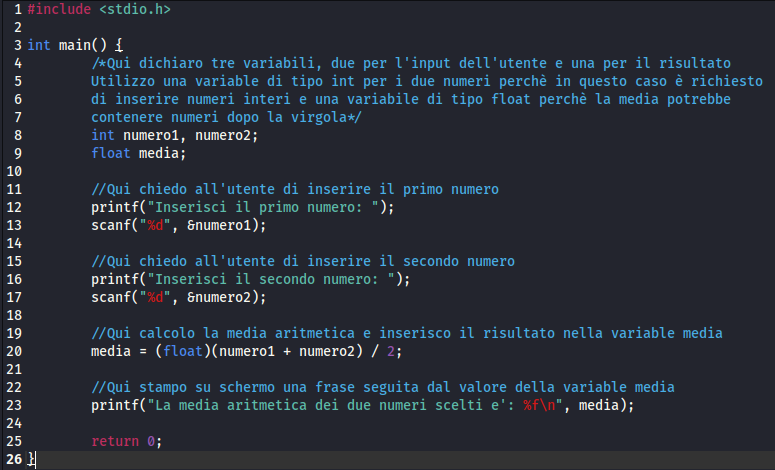 1 #include <stdio.h>
2
3 int main() {
4 /*Qui dichiaro tre variabili, due per l'input dell'utente e una per il risultato
5 Utilizzo una variable di tipo int per i due numeri perchè in questo caso è richiesto
6 di inserire numeri interi e una variabile di tipo float perchè la media potrebbe
7 contenere numeri dopo la virgola*/
8 int numero1, numero2;
9 float media;
10
11 //Qui chiedo all'utente di inserire il primo numero
12 printf("Inserisci il primo numero: ");
13 scanf("%d", &numero1);
14
15 //Qui chiedo all'utente di inserire il secondo numero
16 printf("Inserisci il secondo numero: ");
17 scanf("%d", &numero2);
18
19 //Qui calcolo la media aritmetica e inserisco il risultato nella variable media
20 media = (float)(numero1 + numero2) / 2;
21
22 //Qui stampo su schermo una frase seguita dal valore della variable media
23 printf("La media aritmetica dei due numeri scelti e': %f\n", media);
24
25 return 0;
26 }